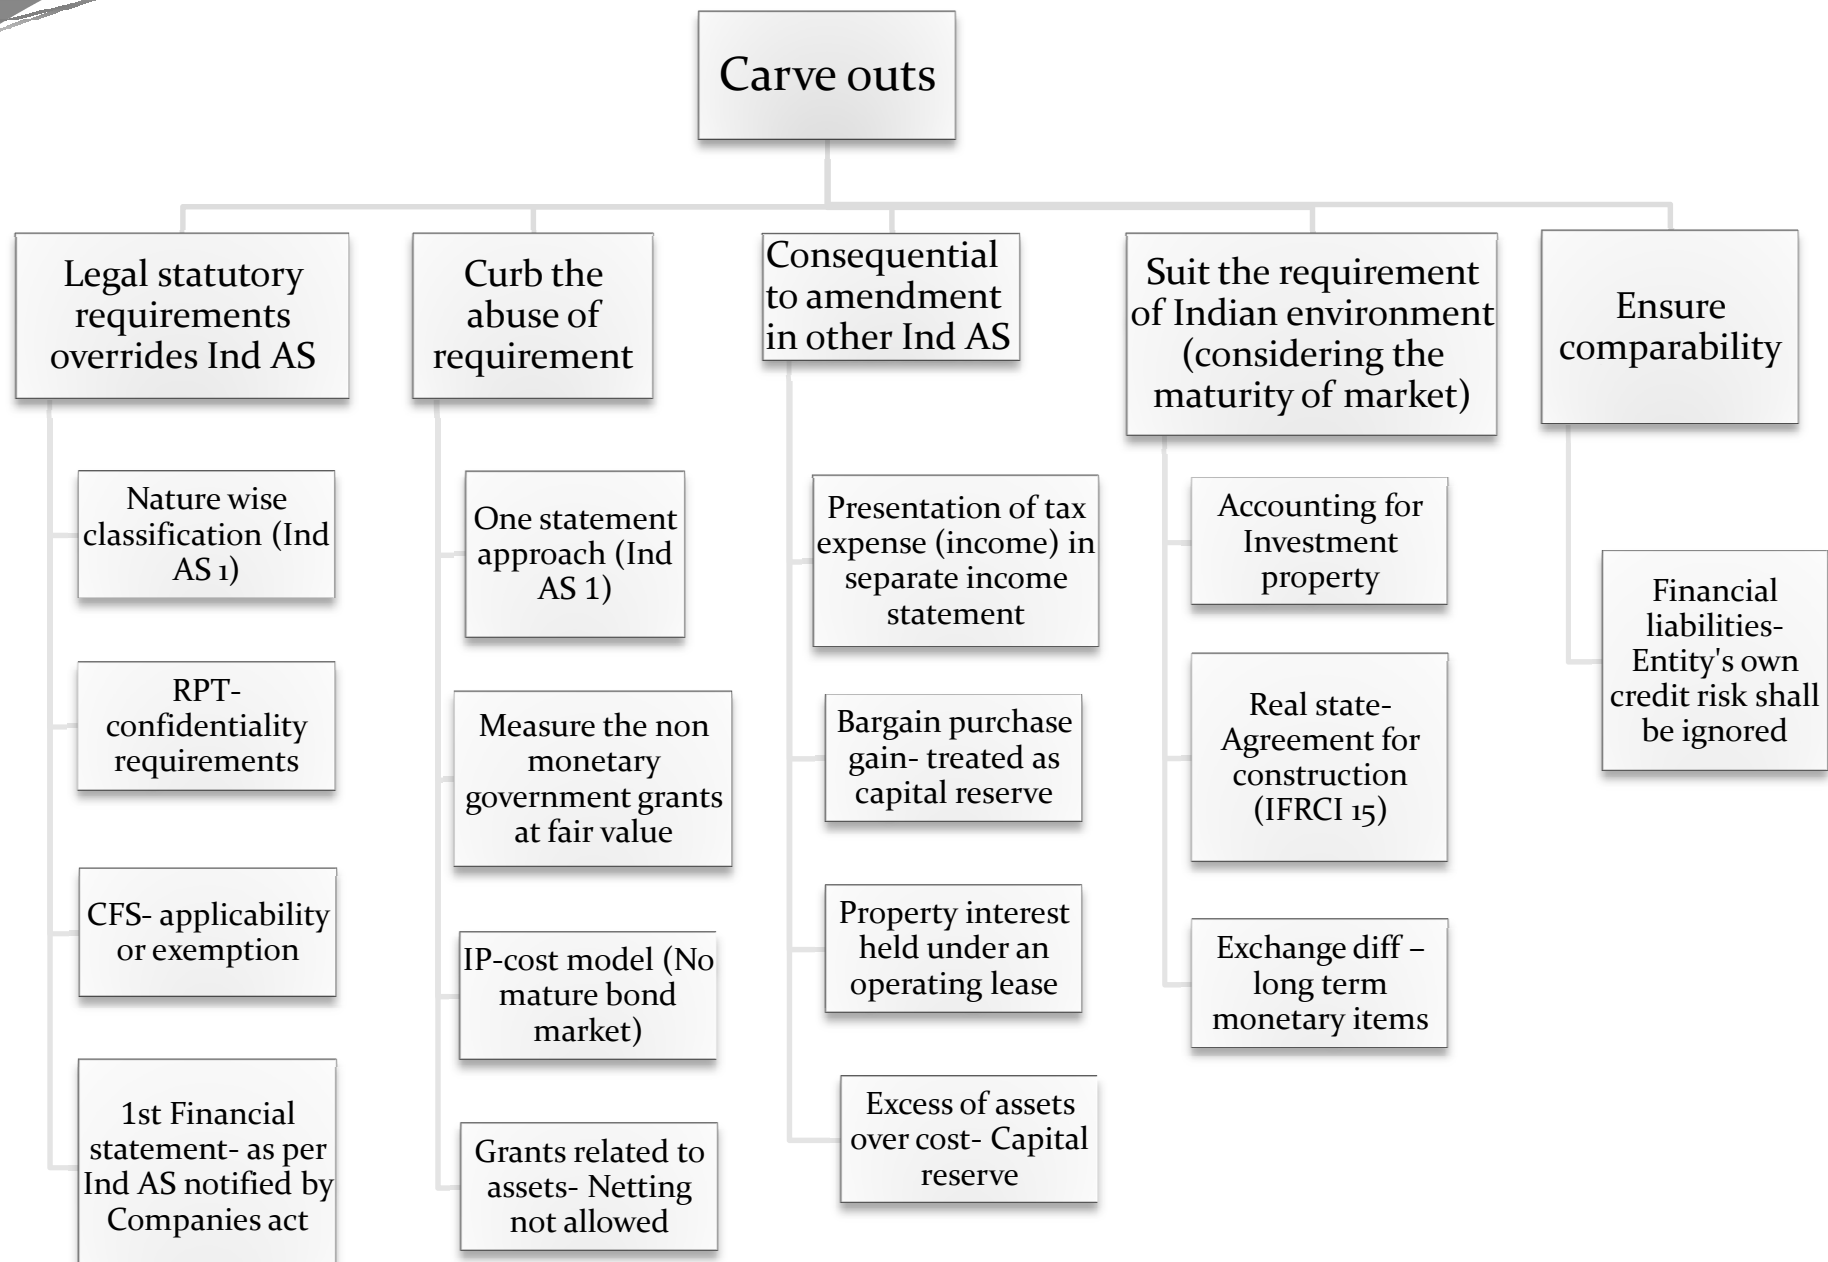 Carve outs
Legal statutory
requirements
overrides Ind AS
Nature wise
classification (Ind
AS 1)
RPT-
confidentiality
requirements
CFS- applicability
or exemption
1st Financial
statement- as per
Ind AS notified by
Companies act
Curb the
abuse of
requirement
One statement
approach (Ind
AS 1)
Measure the non
monetary
government grants
at fair value
IP-cost model (No
mature bond
market)
Grants related to
assets- Netting
not allowed
Consequential
to amendment
in other Ind AS
Presentation of tax
expense (income) in
separate income
statement
Bargain purchase
gain- treated as
capital reserve
Property interest
held under an
operating lease
Excess of assets
over cost- Capital
reserve
Suit the requirement
of Indian environment
(considering the
maturity of market)
Accounting for
Investment
property
Real state-
Agreement for
construction
(IFRCI 15)
Exchange diff –
long term
monetary items
Ensure
comparability
Financial
liabilities-
Entity's own
credit risk shall
be ignored